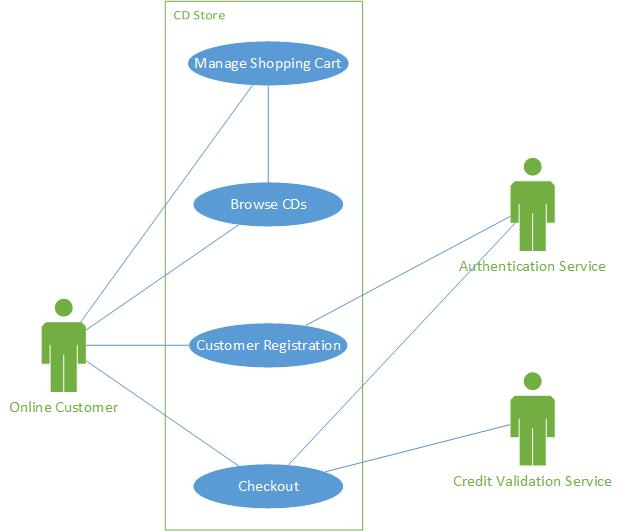 CD Store
Manage Shopping Cart
Browse CDs
Authentication Service
Customer Registration
Online Customer
Credit Validation Service
Checkout